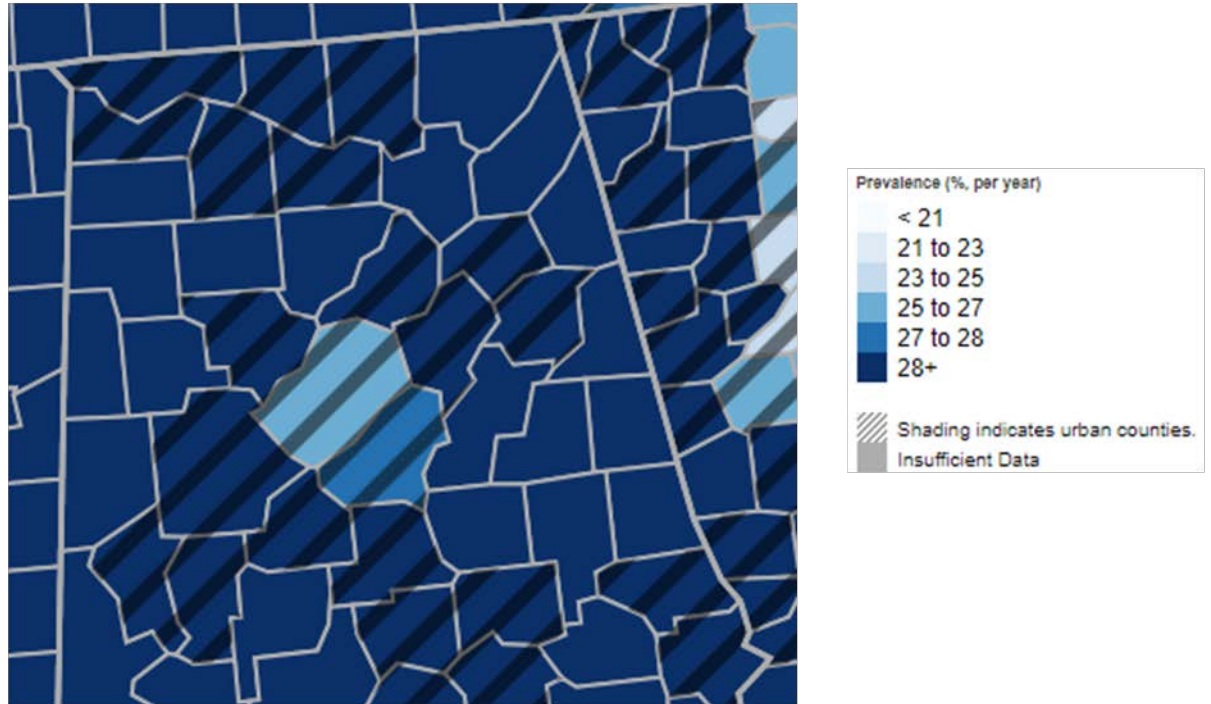 Prevalence (%, per year)
< 21
21 to 23
23 to 25
25 to 27
27 to 28
28+
Shading indicates urban counties.
Insufficient Data